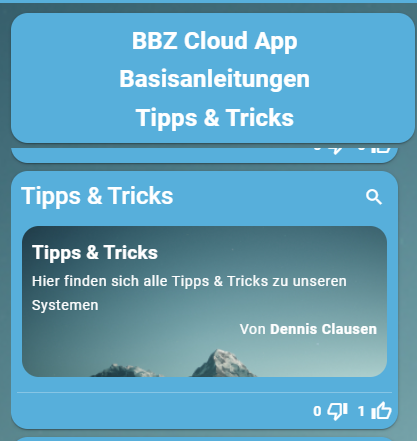 BBZ Cloud App
Basisanleitungen
Tipps & Tricks
Tipps & Tricks
Tipps & Tricks
Hier finden sich alle Tipps & Tricks zu unseren
Systemen
Von Dennis Clausen
0 1